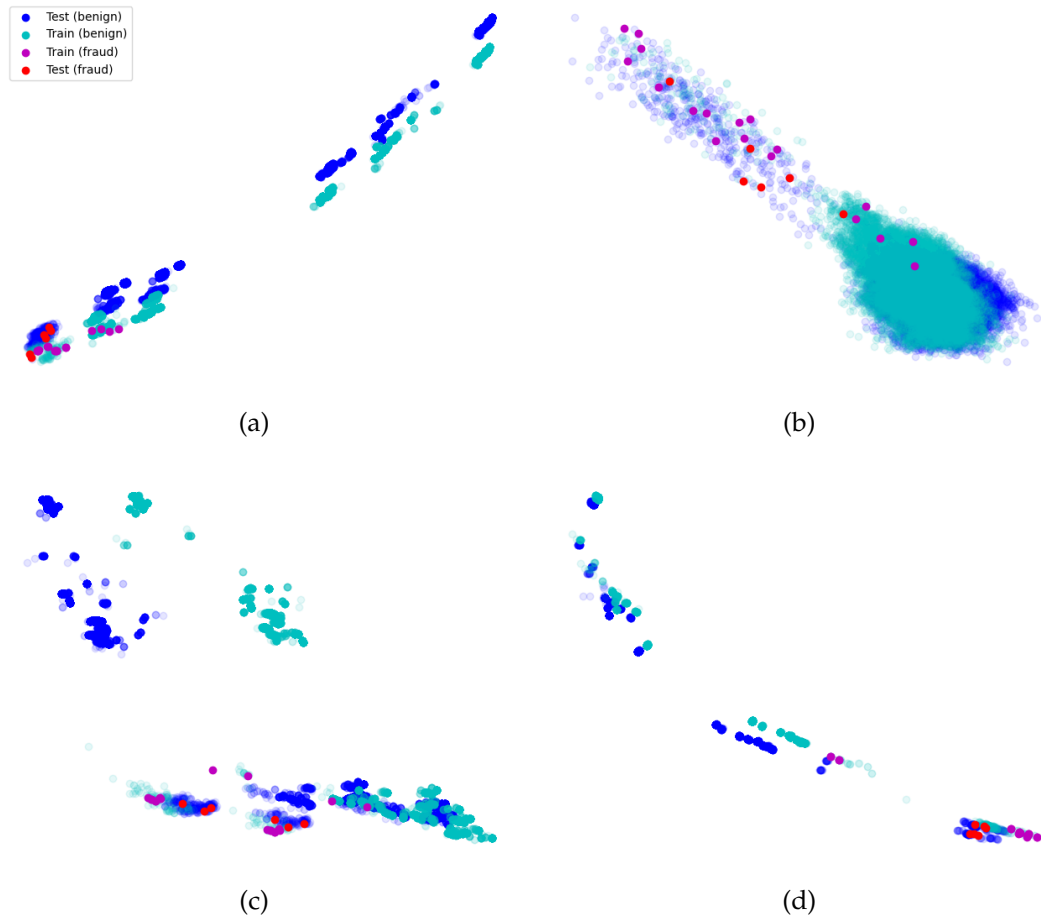 Test (benign)
Train (benign)
Train (fraud)
Test (fraud)
(a)
(b)
(c)
(d)